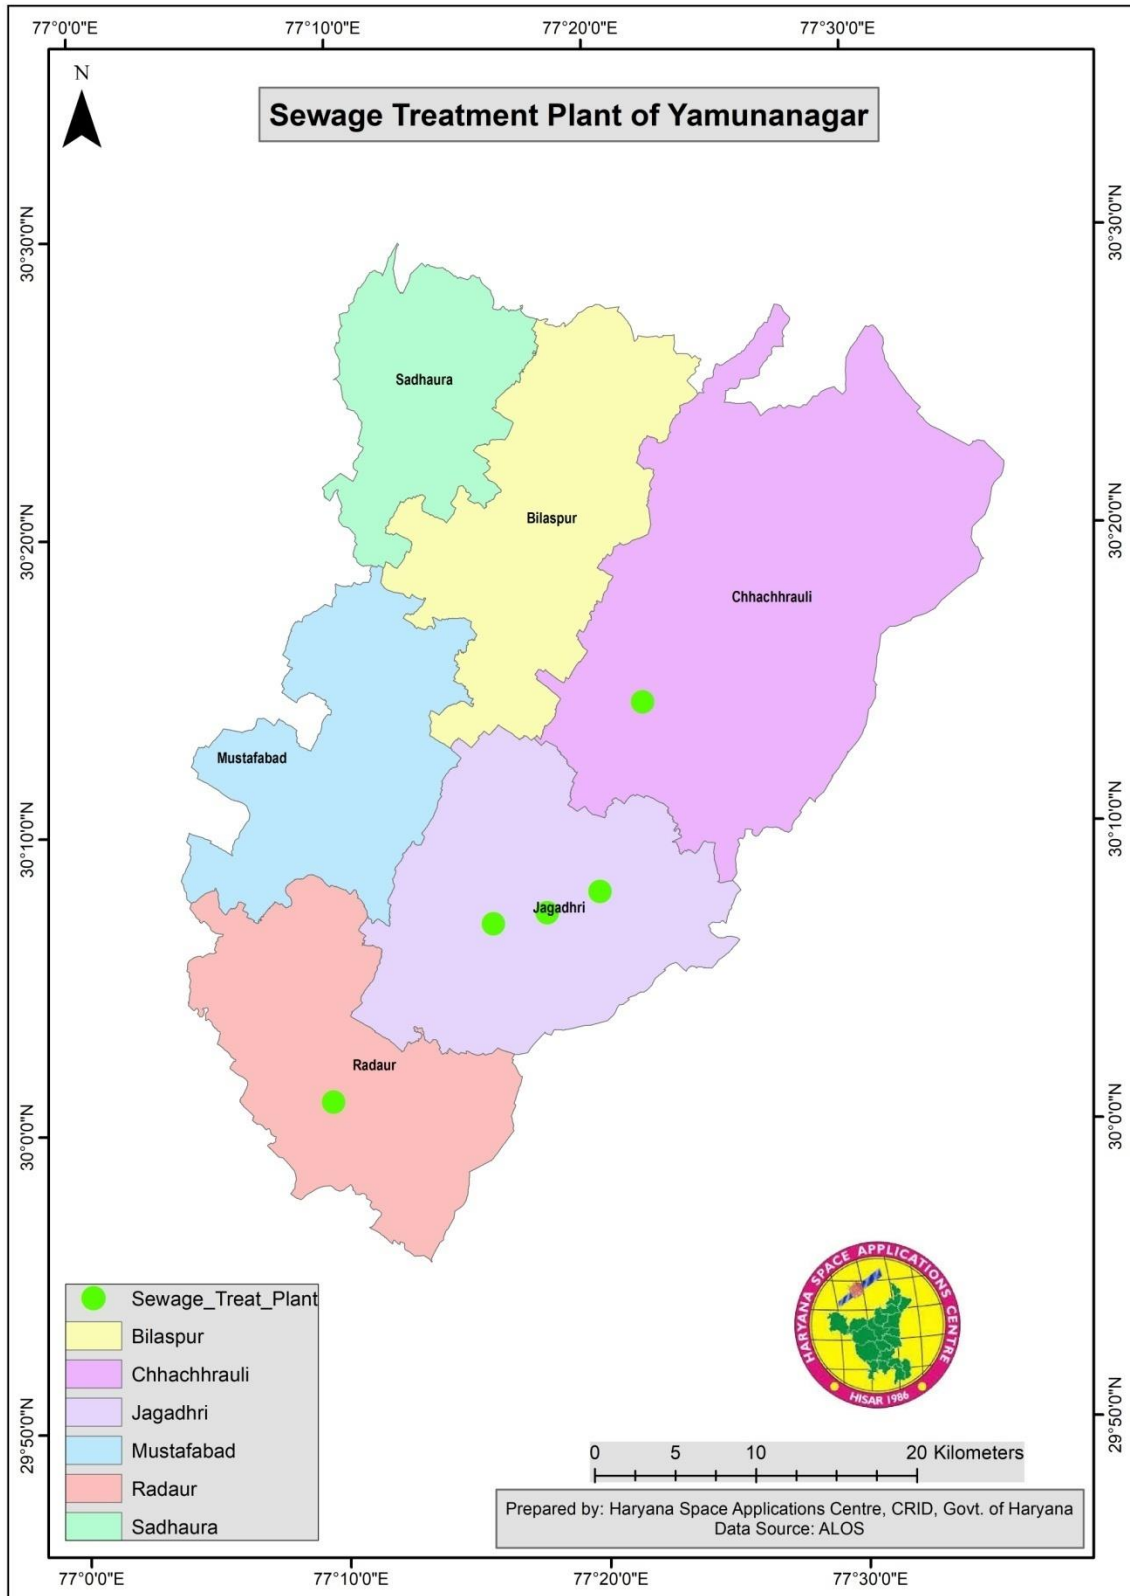 77°0'0"E
77°10'0"E
77°20'0"E
77°30'0"E
N
Sewage Treatment Plant of Yamunanagar
30°30'0"N
30°30'0"N
Sadhaura
Bilaspur
30°20'0"N
30°20'0"N
Chhachhrauli
Mustafabad
30°10'0"N
30°10'0"N
Jagadhri
Radaur
30°0'0"N
30°0'0"N
Sewage_Treat_Plant
Bilaspur
Chhachhrauli
Jagadhri
Mustafabad
Radaur
Sadhaura
HARYANA SPACE APPLICATIONS CENTRE
HISAR 1986
29°50'0"N
29°50'0"N
0 5 10 20 Kilometers
Prepared by: Haryana Space Applications Centre, CRID, Govt. of Haryana
Data Source: ALOS
77°0'0"E
77°10'0"E
77°20'0"E
77°30'0"E